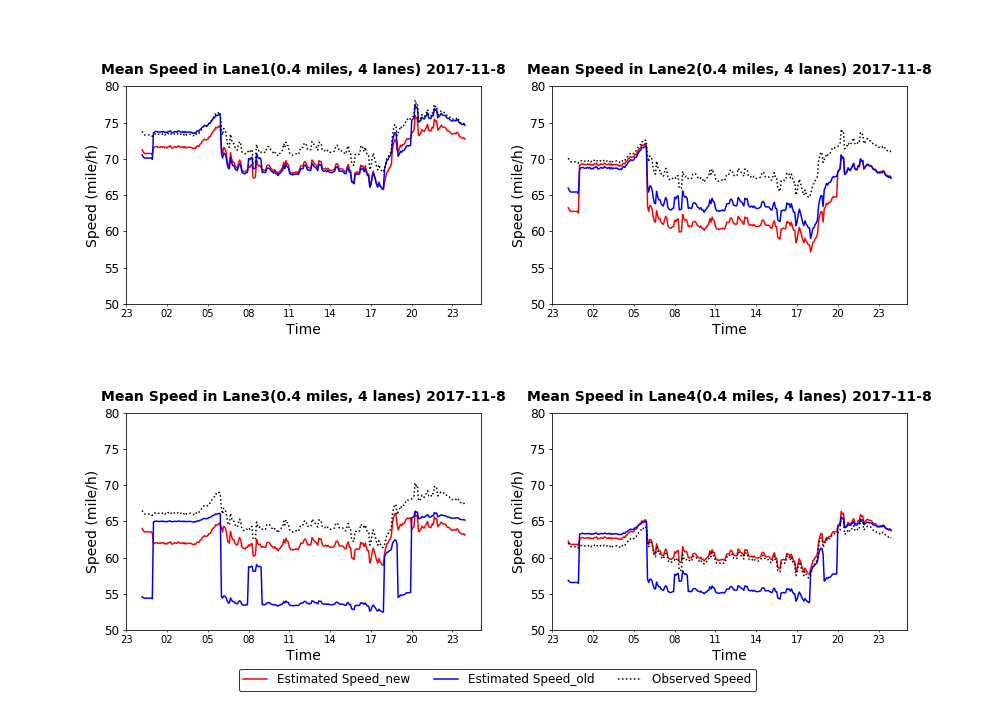 Mean Speed in Lane1(0.4 miles, 4 lanes) 2017-11-8
80
75
70
65
60
55
50
Speed (mile/h)
23 02 05 08 11 14 17 20 23
Time
Mean Speed in Lane2(0.4 miles, 4 lanes) 2017-11-8
80
75
70
65
60
55
50
Speed (mile/h)
23 02 05 08 11 14 17 20 23
Time
Mean Speed in Lane3(0.4 miles, 4 lanes) 2017-11-8
80
75
70
65
60
55
50
Speed (mile/h)
23 02 05 08 11 14 17 20 23
Time
Mean Speed in Lane4(0.4 miles, 4 lanes) 2017-11-8
80
75
70
65
60
55
50
Speed (mile/h)
23 02 05 08 11 14 17 20 23
Time
Estimated Speed_new Estimated Speed_old Observed Speed